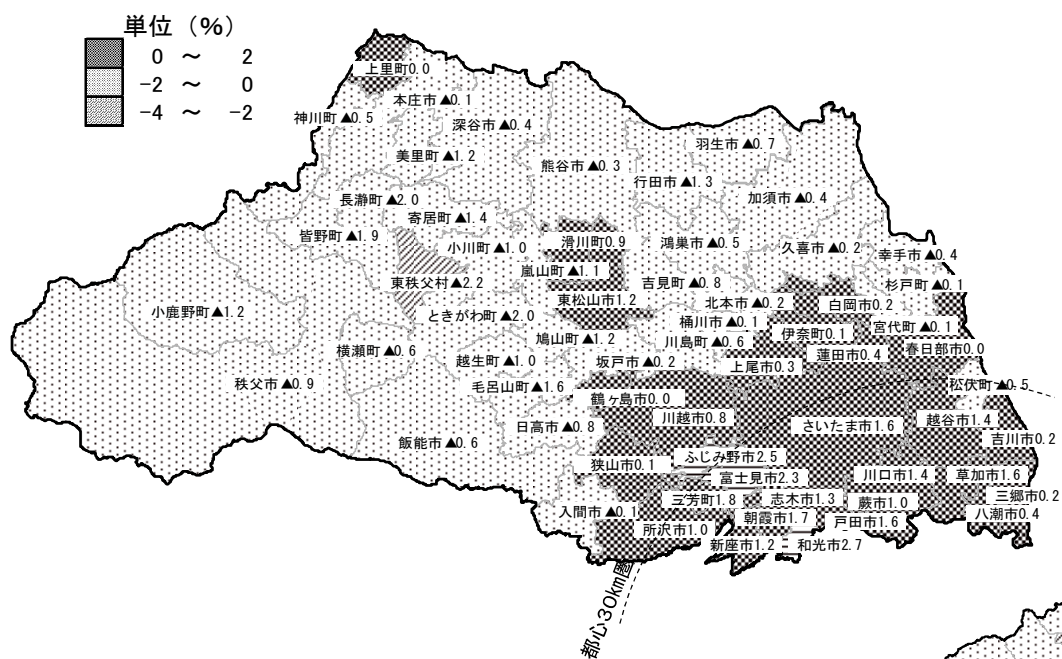 単位（%）
0 ～ 2
-2 ～ 0
-4 ～ -2
上里町0.0
本庄市▲0.1
神川町▲0.5
深谷市▲0.4
羽生市▲0.7
美里町▲1.2
熊谷市▲0.3
行田市▲1.3
加須市▲0.4
長瀞町▲2.0
寄居町▲1.4
皆野町▲1.9
小川町▲1.0
滑川町0.9
鴻巣市▲0.5
久喜市▲0.2
幸手市▲0.4
嵐山町▲1.1
東秩父村▲2.2
吉見町▲0.8
杉戸町▲0.1
東松山市1.2
北本市▲0.2
白岡市0.2
小鹿野町▲1.2
ときがわ町▲2.0
桶川市▲0.1
伊奈町0.1
宮代町▲0.1
鳩山町▲1.2
川島町▲0.6
春日部市0.0
横瀬町▲0.6
越生町▲1.0
坂戸市▲0.2
上尾市0.3
蓮田市0.4
秩父市▲0.9
毛呂山町▲1.6
松伏町▲0.5
鶴ヶ島市0.0
川越市0.8
さいたま市1.6
越谷市1.4
日高市▲0.8
吉川市0.2
飯能市▲0.6
ふじみ野市2.5
狭山市0.1
富士見市2.3
川口市1.4
草加市1.6
三芳町1.8
志木市1.3
蕨市1.0
三郷市0.2
入間市▲0.1
朝霞市1.7
戸田市1.6
八潮市0.4
所沢市1.0
新座市1.2
和光市2.7
都心30km圏